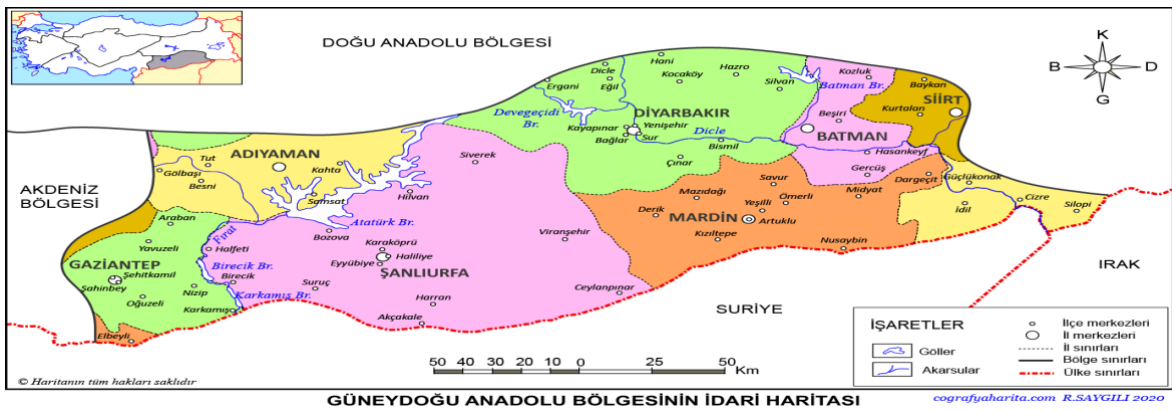 DOĞU ANADOLU BÖLGESİ
K
B
D
G
AKDENİZ
BÖLGESİ
ADIYAMAN
Tut
Gölbaşı
Besni
Kahta
Samsat
GAZİANTEP
Araban
Yavuzeli
Şehitkamil
Şahinbey
Oğuzeli
Nizip
Karkamış
Elbeyli
Fırat
Birecik Br.
Karkamış Br.
Atatürk Br.
ŞANLIURFA
Siverek
Hilvan
Bozova
Halfeti
Karaköprü
Haliliye
Eyyübiye
Birecik
Suruç
Harran
Akçakale
Viranşehir
Ceylanpınar
DİYARBAKIR
Dicle
Eğil
Ergani
Hani
Kocaköy
Hazro
Silvan
Devegeçidi
Br.
Kayapınar
Yenişehir
Bağlar
Sur
Dicle
Bismil
Çınar
BATMAN
Batman Br.
Kozluk
Beşiri
Hasankeyf
Gercüş
SİİRT
Baykan
Kurtalan
MARDİN
Savur
Mazıdağı
Derik
Ömerli
Yeşilli
Artuklu
Kızıltepe
Nusaybin
Midyat
Dargeçit
Güçlükonak
İdil
Cizre
Silopi
SURİYE
IRAK
50 40 30 20 10 0 25 50 Km
İŞARETLER
Göller
Akarsular
İlçe merkezleri
İl merkezleri
İl sınırları
Bölge sınırları
Ülke sınırları
© Haritanın tüm hakları saklıdır
GÜNEYDOĞU ANADOLU BÖLGESİNİN İDARİ HARİTASI
cografyaharita.com R.SAYGILI 2020